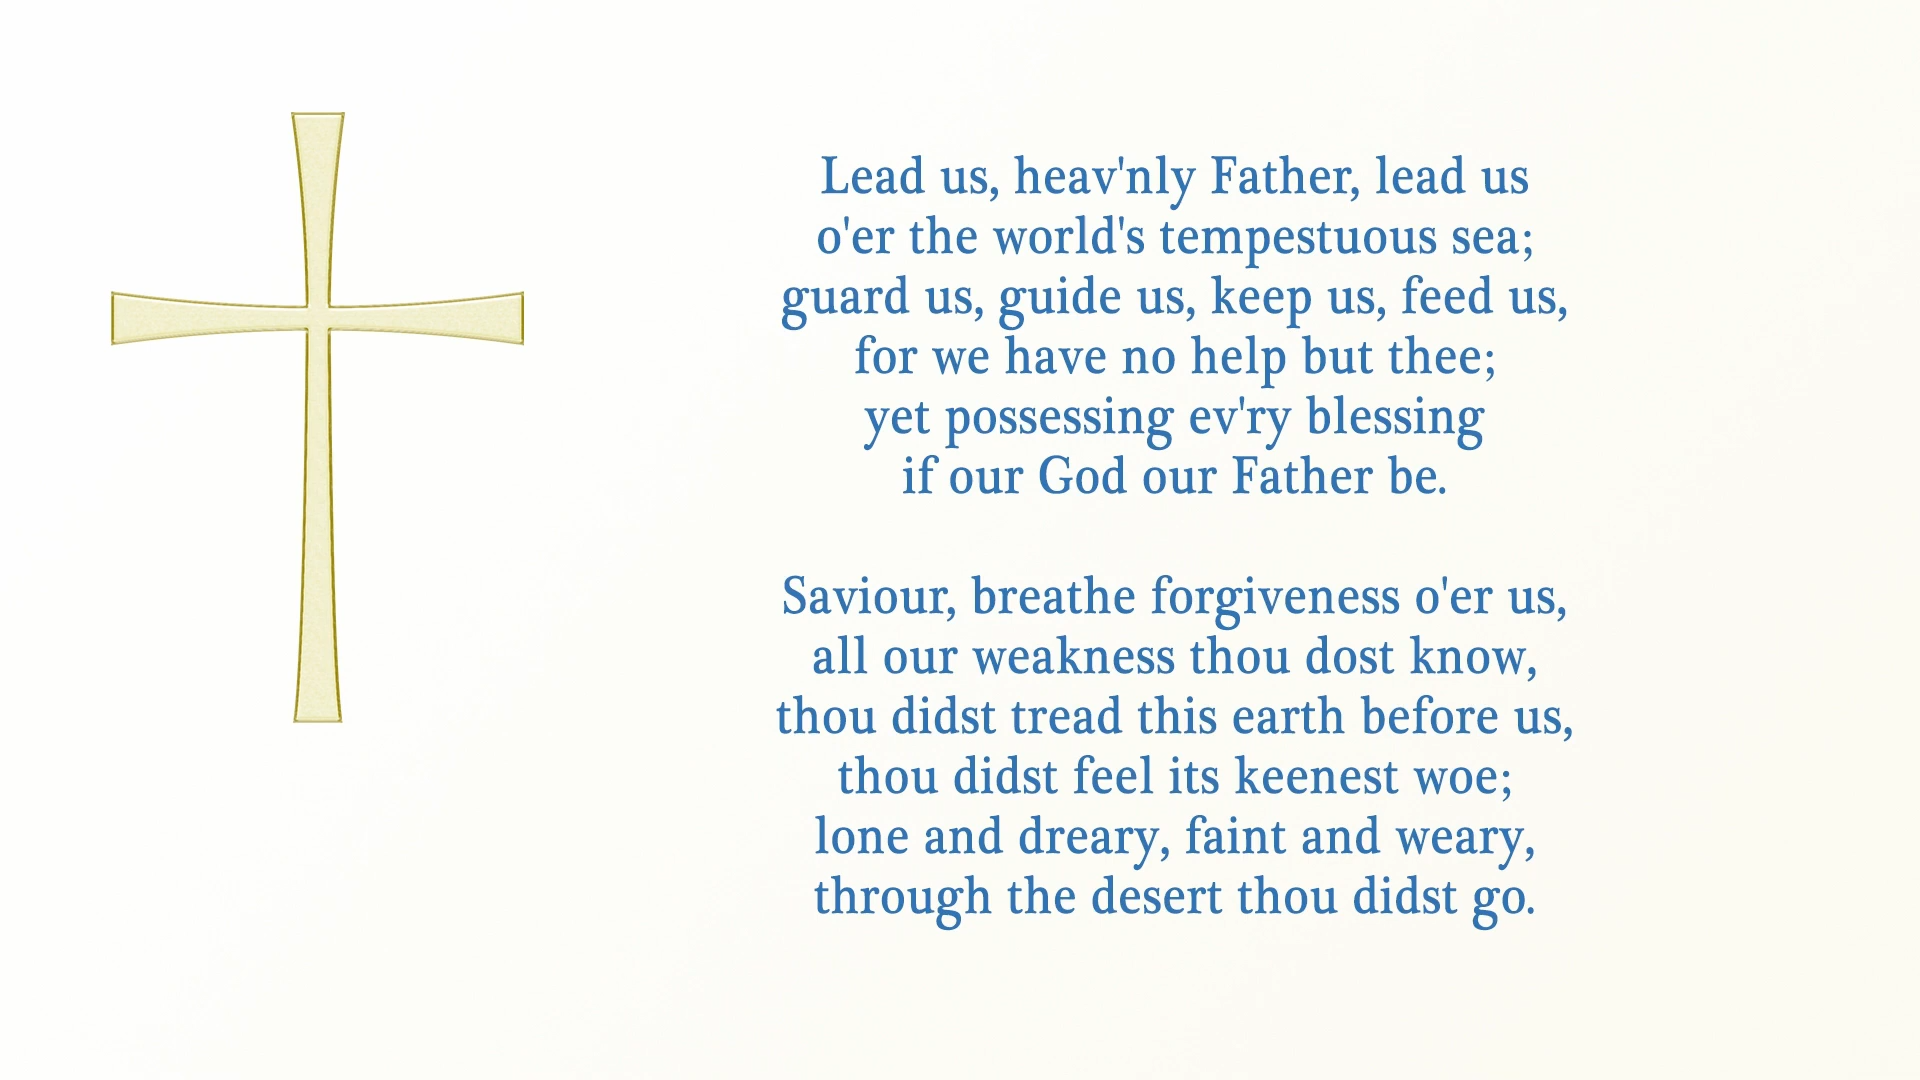 Lead us, heav'nly Father, lead us
o'er the world's tempestuous sea;
guard us, guide us, keep us, feed us,
for we have no help but thee;
yet possessing ev'ry blessing
if our God our Father be.
Saviour, breathe forgiveness o'er us,
all our weakness thou dost know,
thou didst tread this earth before us,
thou didst feel its keenest woe;
lone and dreary, faint and weary,
through the desert thou didst go.